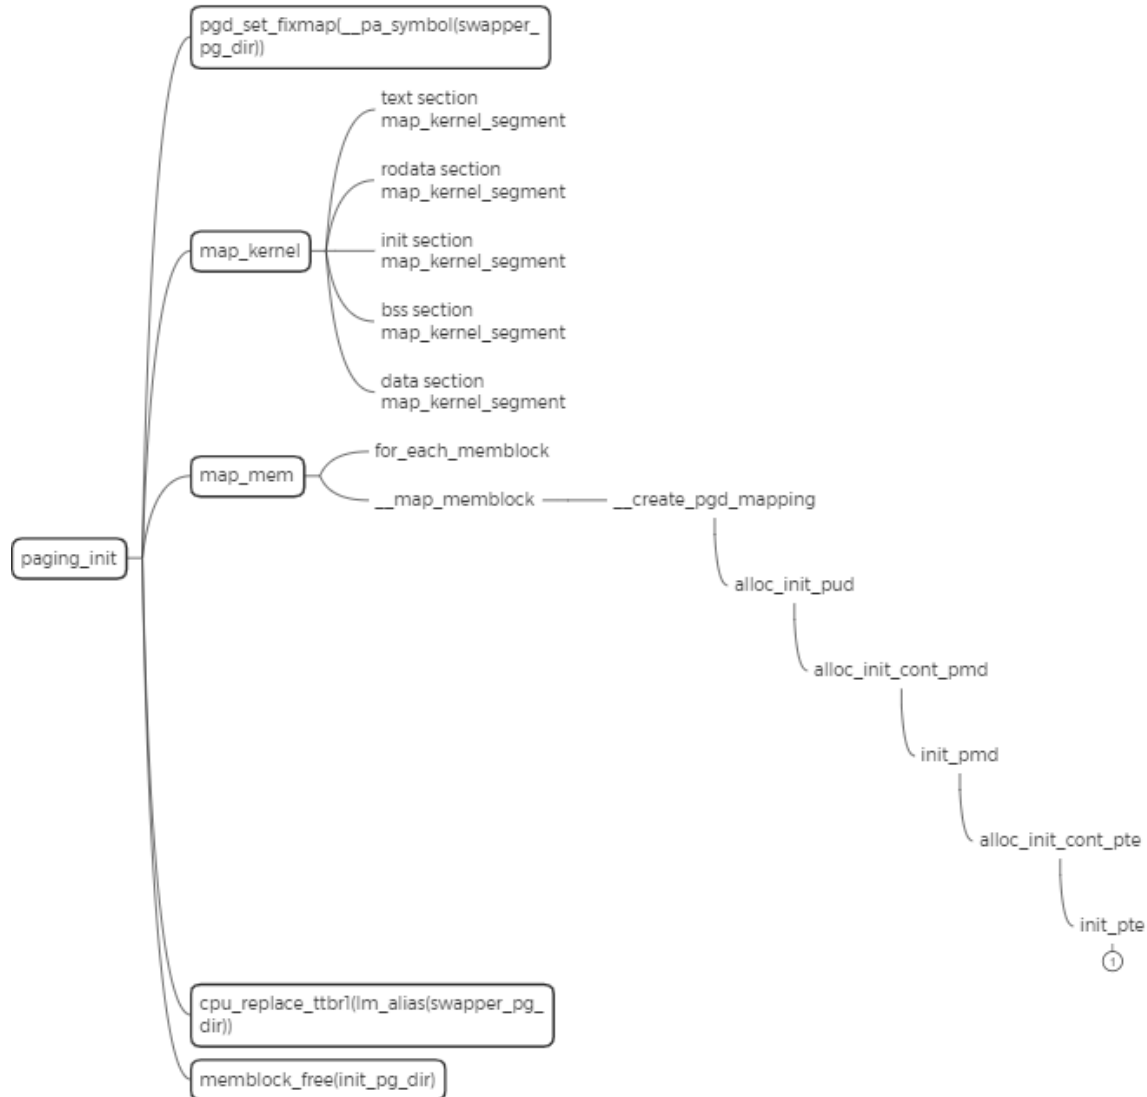 pgd_set_fixmap(__pa_symbol(swapper_
pg_dir))
text section
map_kernel_segment
rodata section
map_kernel_segment
map_kernel
init section
map_kernel_segment
bss section
map_kernel_segment
data section
map_kernel_segment
for_each_memblock
map_mem
__map_memblock
__create_pgd_mapping
paging_init
alloc_init_pud
alloc_init_cont_pmd
init_pmd
alloc_init_cont_pte
init_pte
1
cpu_replace_ttbr1(lm_alias(swapper_pg_
dir))
memblock_free(init_pg_dir)